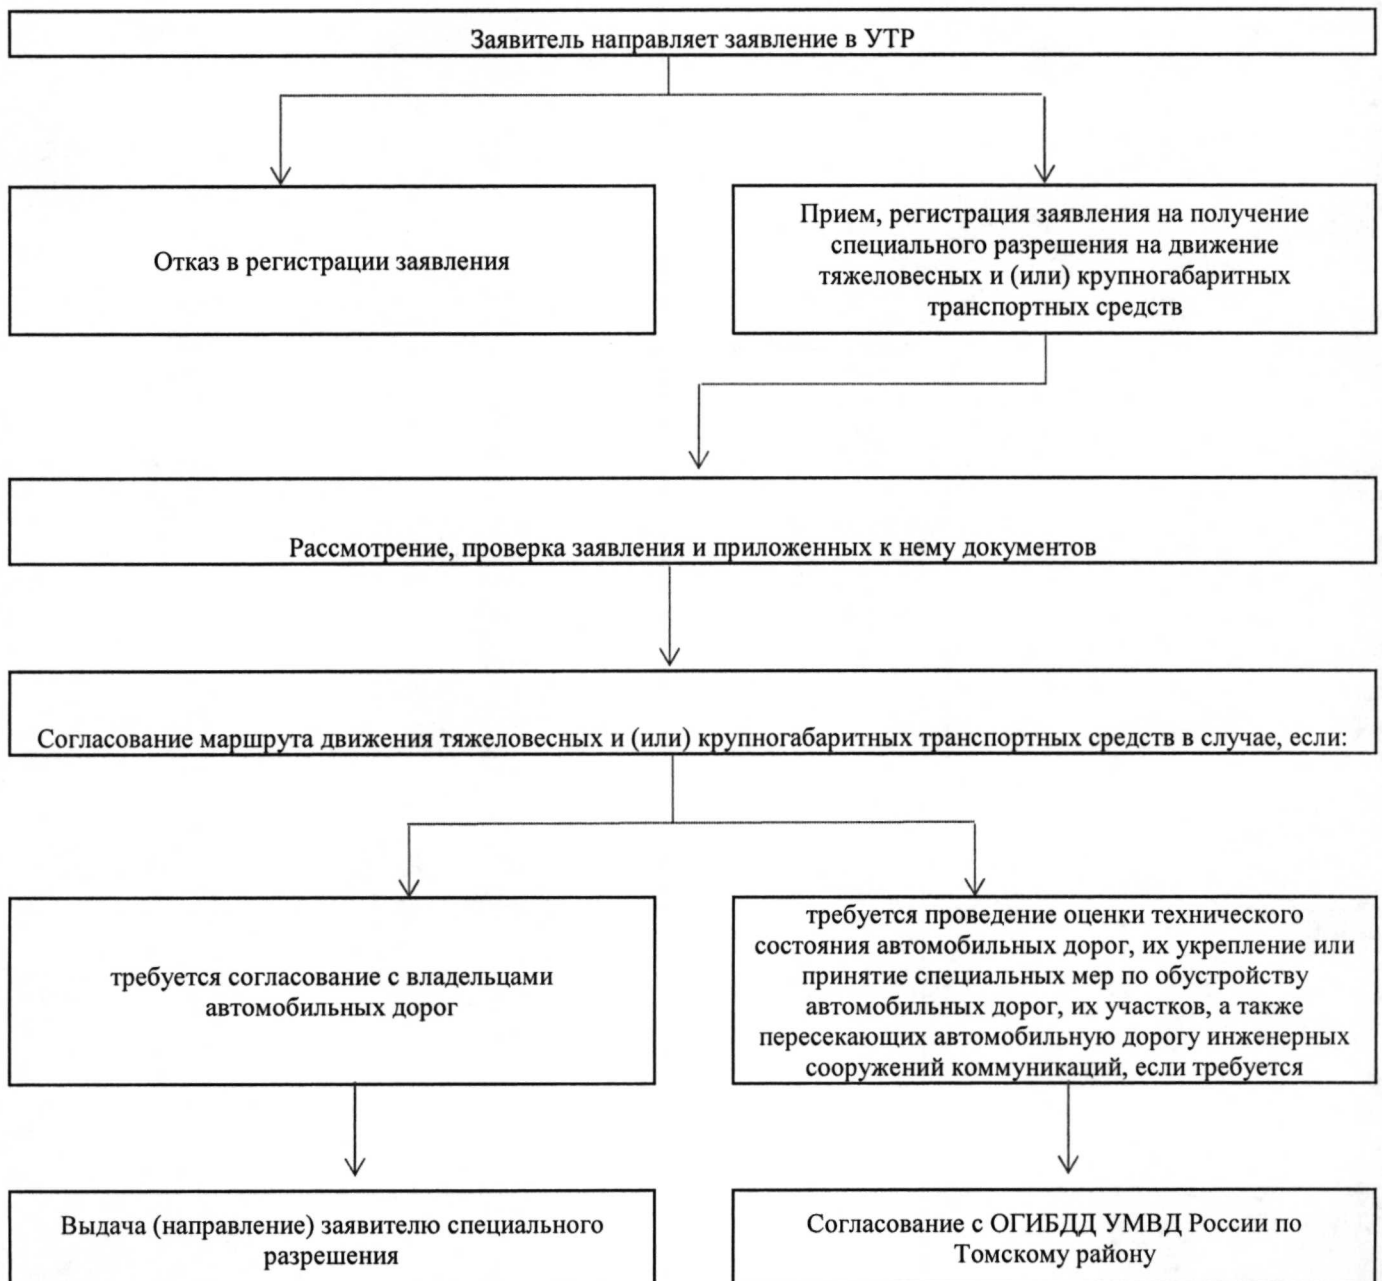 Заявитель направляет заявление в УТР
Отказ в регистрации заявления
Прием, регистрация заявления на получение
специального разрешения на движение
тяжеловесных и (или) крупногабаритных
транспортных средств
Рассмотрение, проверка заявления и приложенных к нему документов
Согласование маршрута движения тяжеловесных и (или) крупногабаритных транспортных средств в случае, если:
требуется согласование с владельцами
автомобильных дорог
требуется проведение оценки технического
состояния автомобильных дорог, их укрепление или
принятие специальных мер по обустройству
автомобильных дорог, их участков, а также
пересекающих автомобильную дорогу инженерных
сооружений коммуникаций, если требуется
Выдача (направление) заявителю специального
разрешения
Согласование с ОГИБДД УМВД России по
Томскому району